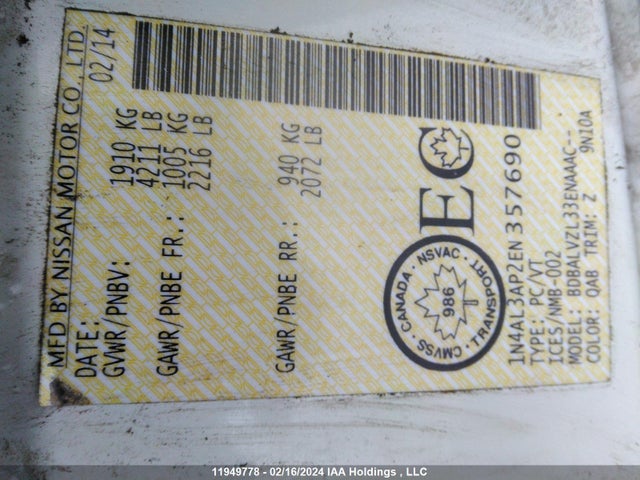 MFD BY NISSAN MOTOR CO., LTD.
DATE: 02/14
GVWR/PNBV: 1910 KG
4211 LB
GAWR/PNBE FR.: 1005 KG
2216 LB
GAWR/PNBE RR.: 940 KG
2072 LB
CANADA · NSVAC · TRANSPORT · CMVSS ·
986
EC
1N4AL3AP2EN357690
TYPE: PC/VT
ICES/NMB-002
MODEL: BDBALVZL33ENAAAC--
COLOR: QAB TRIM: Z 9N10A
11949778 - 02/16/2024 IAA Holdings , LLC